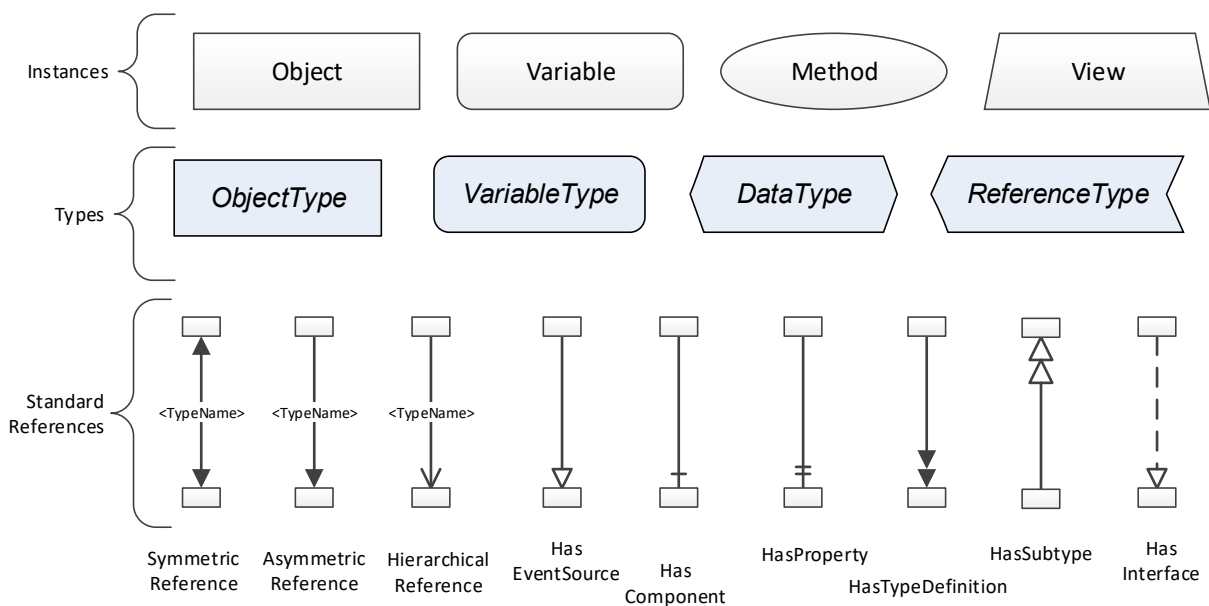 Instances
Object
Variable
Method
View
Types
ObjectType
VariableType
DataType
ReferenceType
Standard
References
<TypeName>
<TypeName>
<TypeName>
Symmetric
Reference
Asymmetric
Reference
Hierarchical
Reference
Has
EventSource
Has
Component
HasProperty
HasTypeDefinition
HasSubtype
Has
Interface